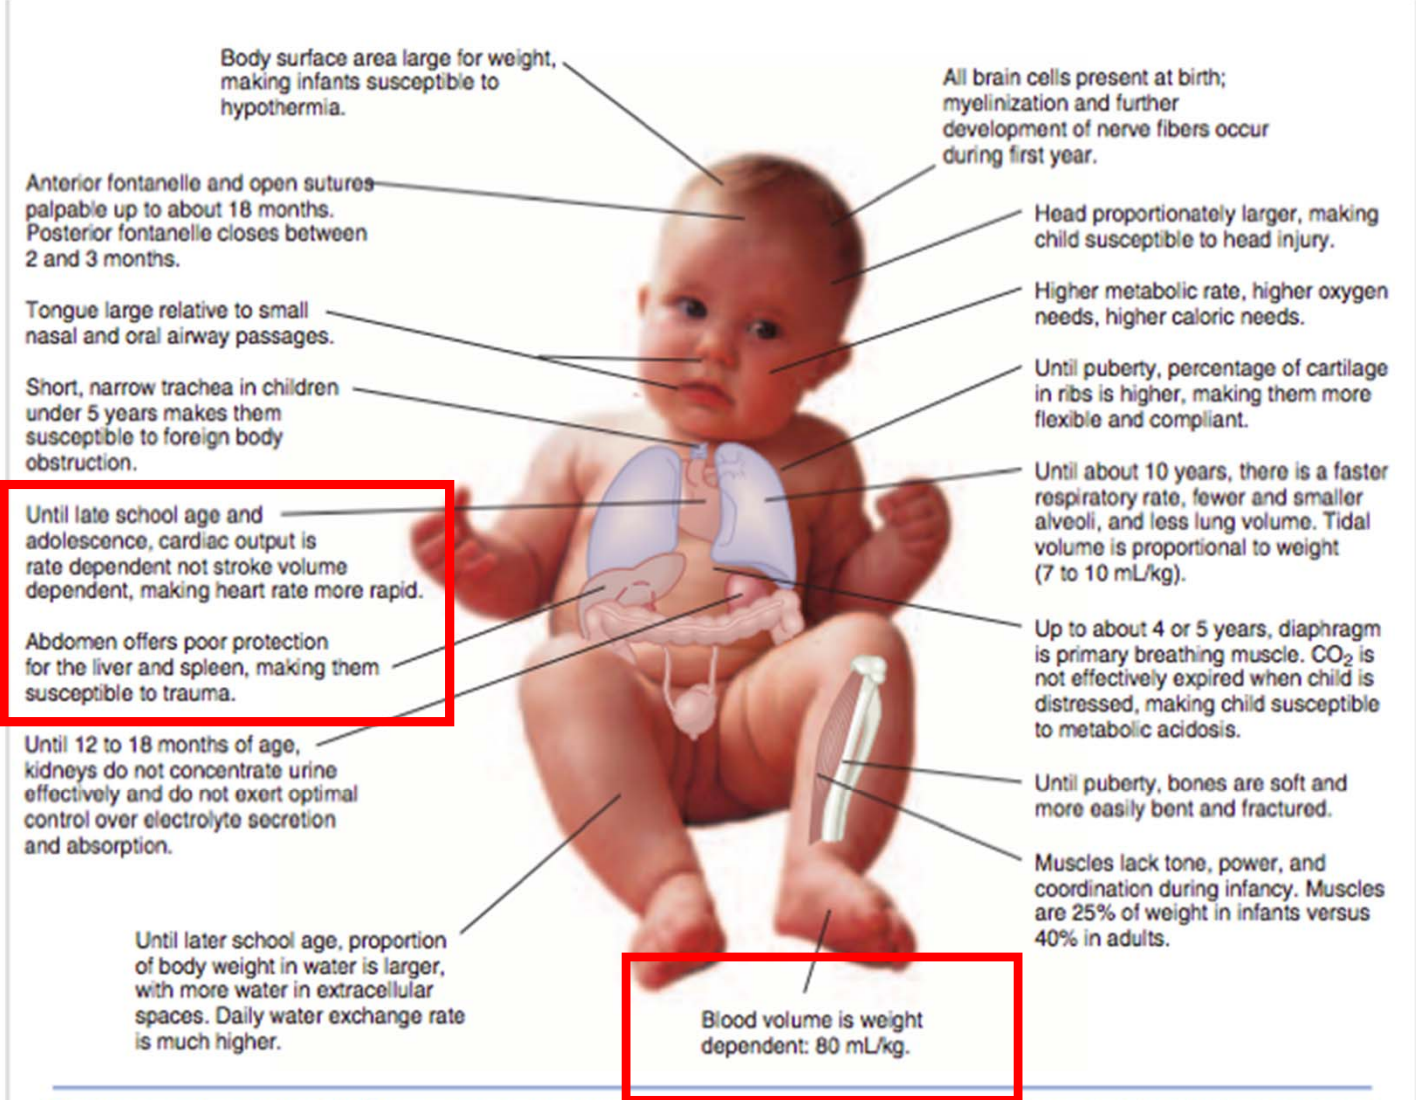 Body surface area large for weight,
making infants susceptible to
hypothermia.
Anterior fontanelle and open sutures
palpable up to about 18 months.
Posterior fontanelle closes between
2 and 3 months.
Tongue large relative to small
nasal and oral airway passages.
Short, narrow trachea in children
under 5 years makes them
susceptible to foreign body
obstruction.
Until late school age and
adolescence, cardiac output is
rate dependent not stroke volume
dependent, making heart rate more rapid.
Abdomen offers poor protection
for the liver and spleen, making them
susceptible to trauma.
Until 12 to 18 months of age,
kidneys do not concentrate urine
effectively and do not exert optimal
control over electrolyte secretion
and absorption.
Until later school age, proportion
of body weight in water is larger,
with more water in extracellular
spaces. Daily water exchange rate
is much higher.
All brain cells present at birth;
myelinization and further
development of nerve fibers occur
during first year.
Head proportionately larger, making
child susceptible to head injury.
Higher metabolic rate, higher oxygen
needs, higher caloric needs.
Until puberty, percentage of cartilage
in ribs is higher, making them more
flexible and compliant.
Until about 10 years, there is a faster
respiratory rate, fewer and smaller
alveoli, and less lung volume. Tidal
volume is proportional to weight
(7 to 10 mL/kg).
Up to about 4 or 5 years, diaphragm
is primary breathing muscle. CO₂ is
not effectively expired when child is
distressed, making child susceptible
to metabolic acidosis.
Until puberty, bones are soft and
more easily bent and fractured.
Muscles lack tone, power, and
coordination during infancy. Muscles
are 25% of weight in infants versus
40% in adults.
Blood volume is weight
dependent: 80 mL/kg.